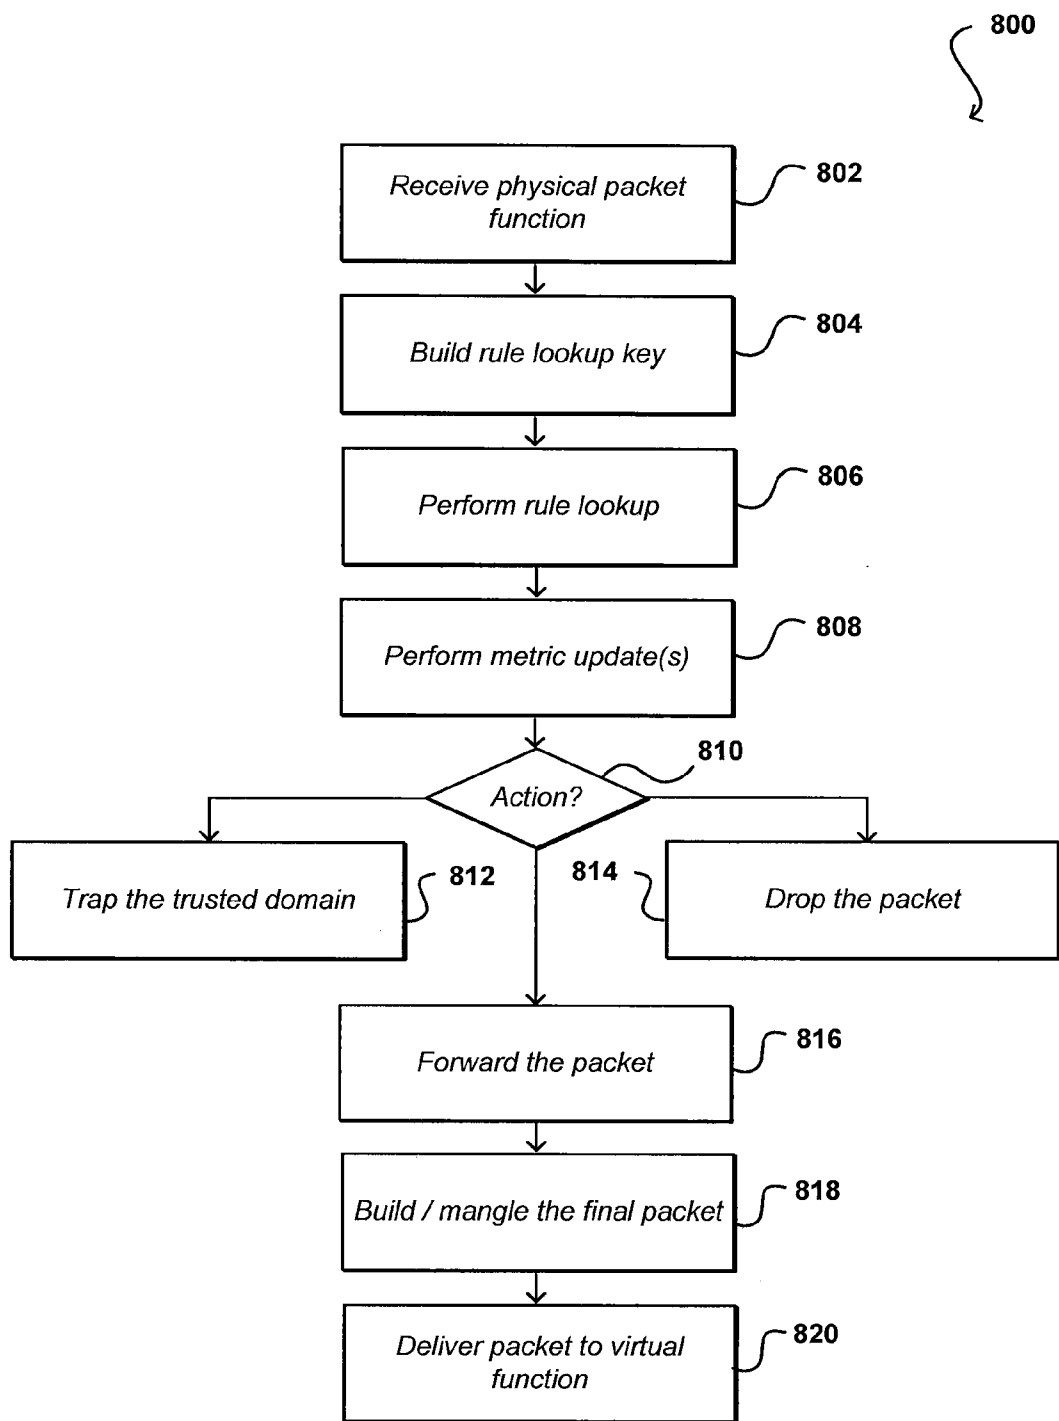 800
Receive physical packet
function
802
Build rule lookup key
804
Perform rule lookup
806
Perform metric update(s)
808
Action?
810
Trap the trusted domain
812
814
Drop the packet
Forward the packet
816
Build / mangle the final packet
818
Deliver packet to virtual
function
820